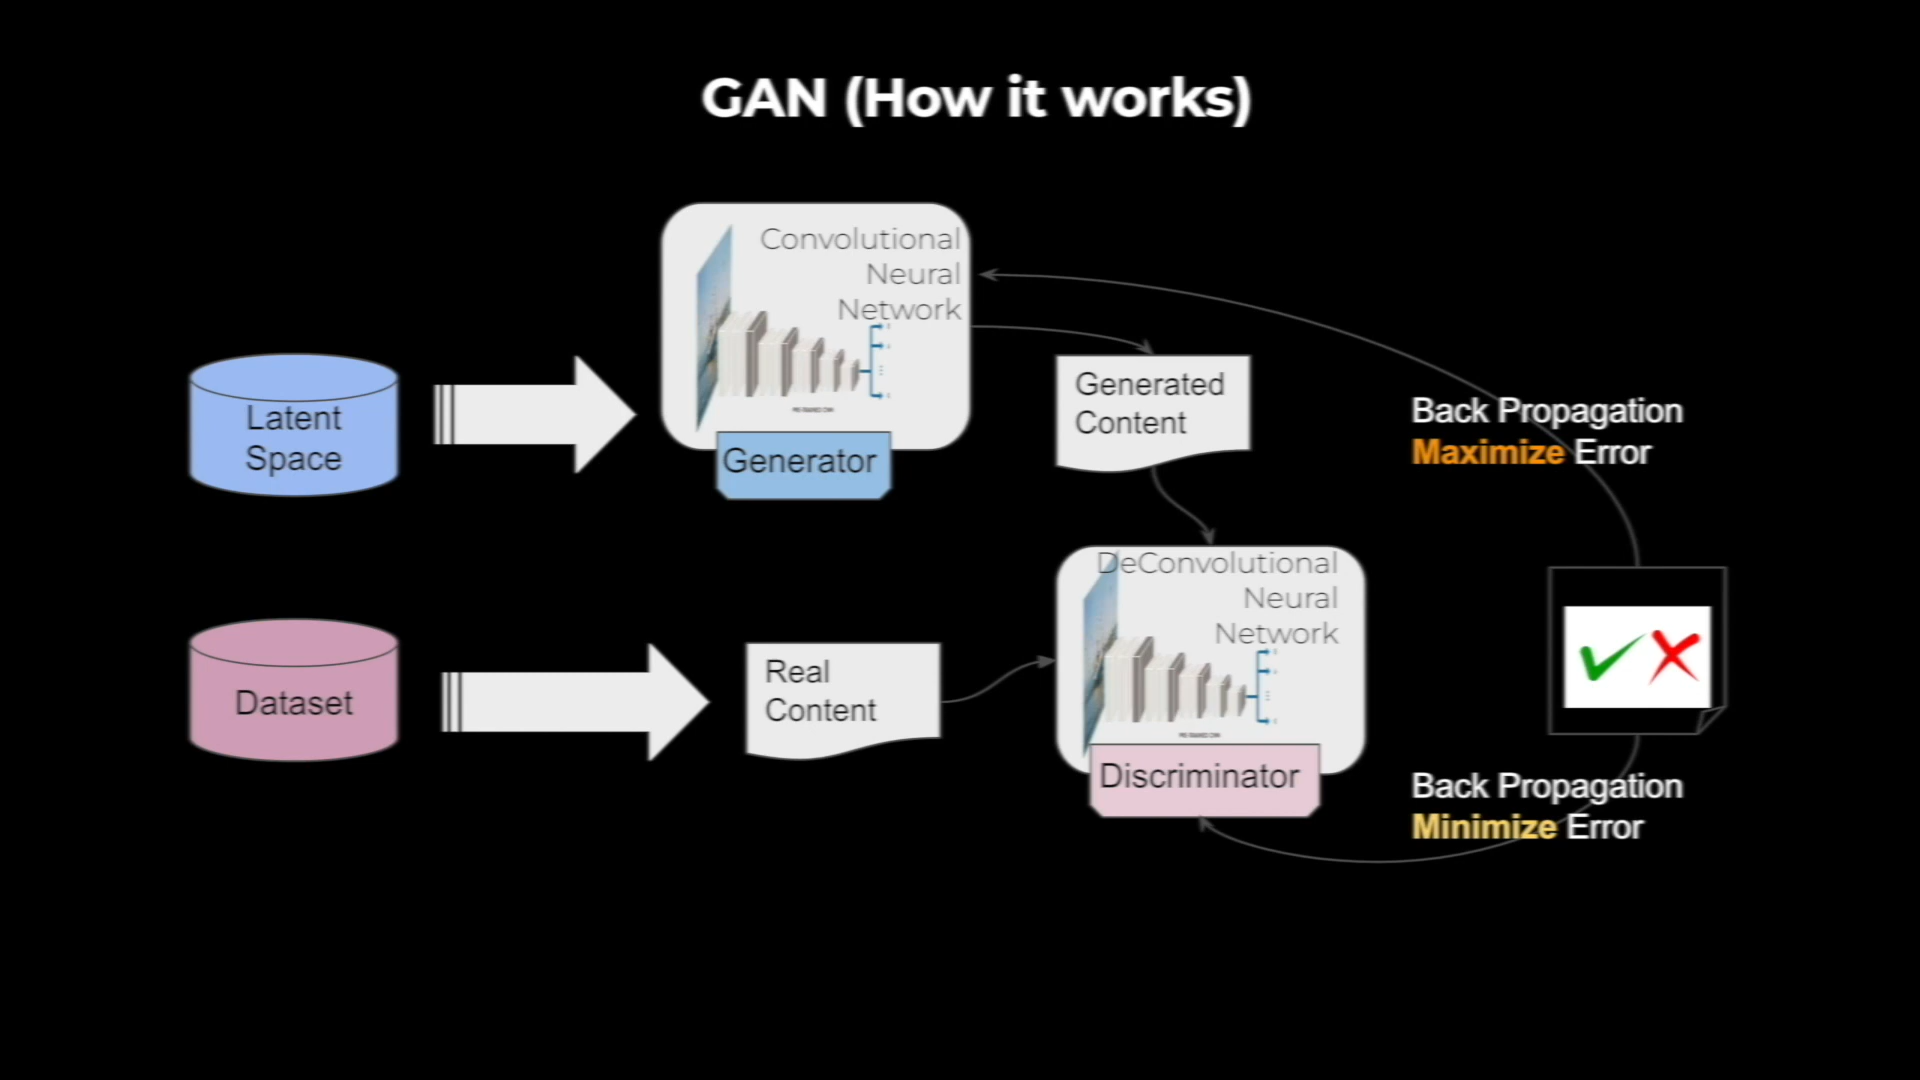 GAN (How it works)
Convolutional
Neural
Network
Latent
Space
Generator
Generated
Content
Back Propagation
Maximize Error
DeConvolutional
Neural
Network
Dataset
Real
Content
Discriminator
Back Propagation
Minimize Error